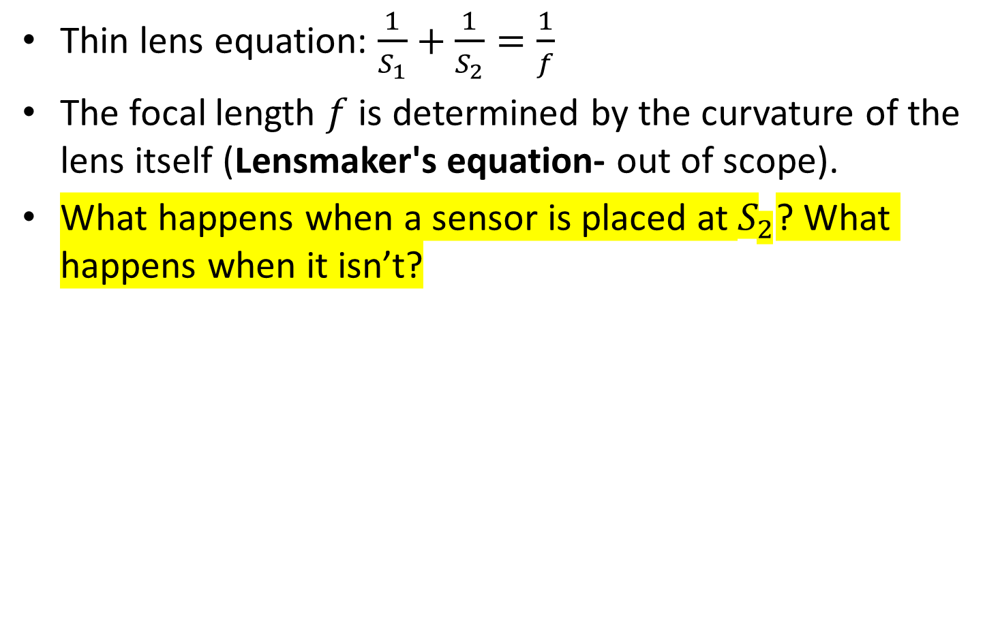 • Thin lens equation: \frac{1}{S_1} + \frac{1}{S_2} = \frac{1}{f}
• The focal length f is determined by the curvature of the
lens itself (Lensmaker's equation- out of scope).
• What happens when a sensor is placed at S_2? What
happens when it isn’t?